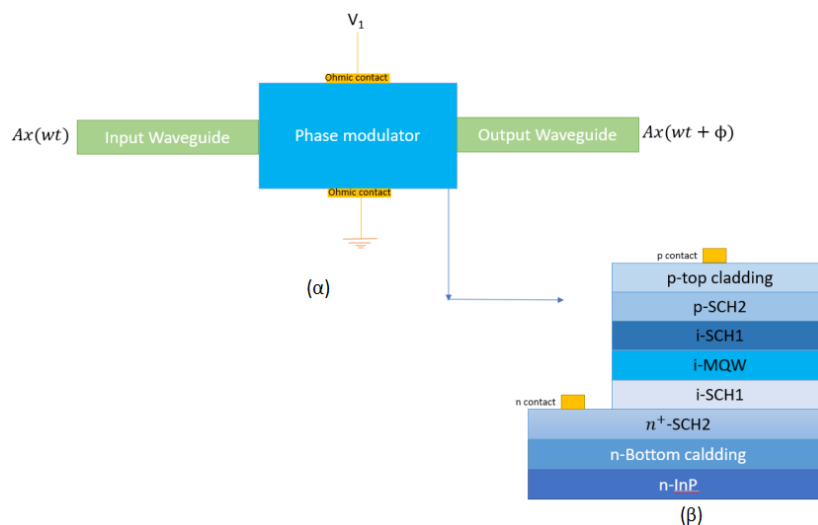 V₁
Ohmic contact
Ax(wt)
Input Waveguide
Phase modulator
Output Waveguide
Ax(wt + ϕ)
Ohmic contact
(α)
p contact
p-top cladding
p-SCH2
i-SCH1
i-MQW
i-SCH1
n contact
n⁺-SCH2
n-Bottom caldding
n-InP
(β)